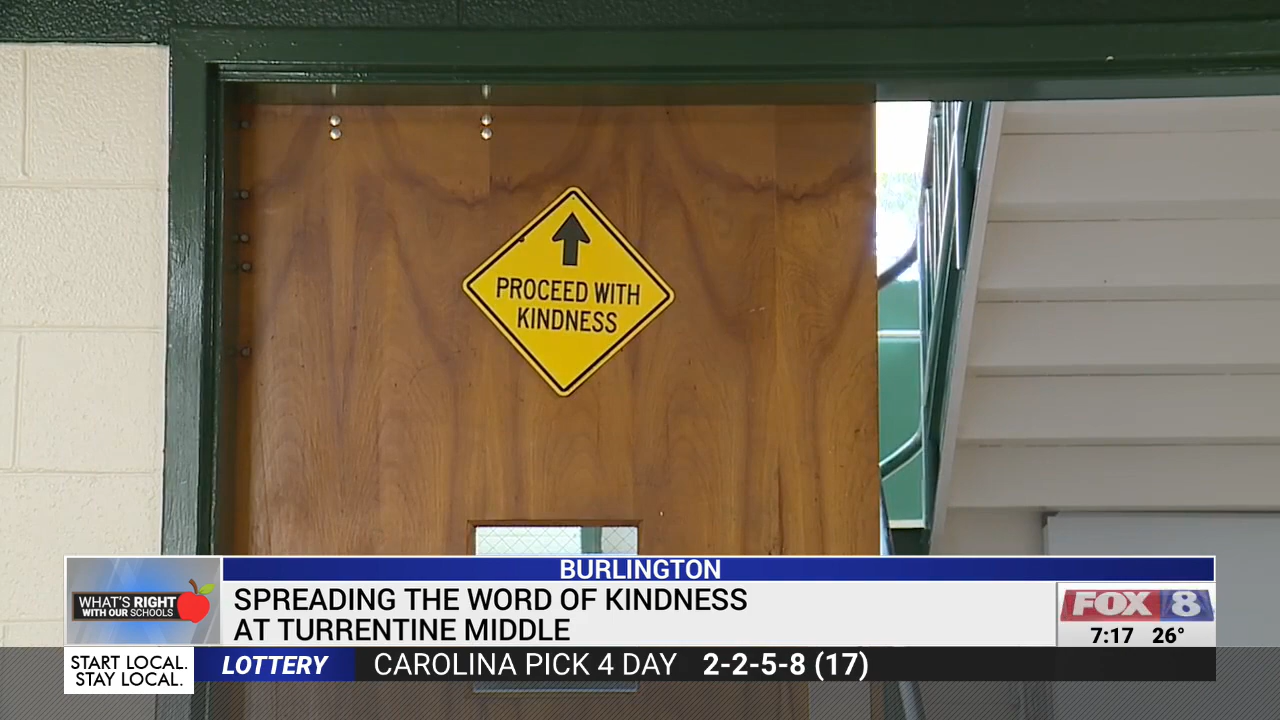 PROCEED WITH
KINDNESS
BURLINGTON
WHAT'S RIGHT
WITH OUR SCHOOLS
SPREADING THE WORD OF KINDNESS
AT TURRENTINE MIDDLE
FOX 8
7:17 26°
START LOCAL.
STAY LOCAL.
LOTTERY CAROLINA PICK 4 DAY 2-2-5-8 (17)